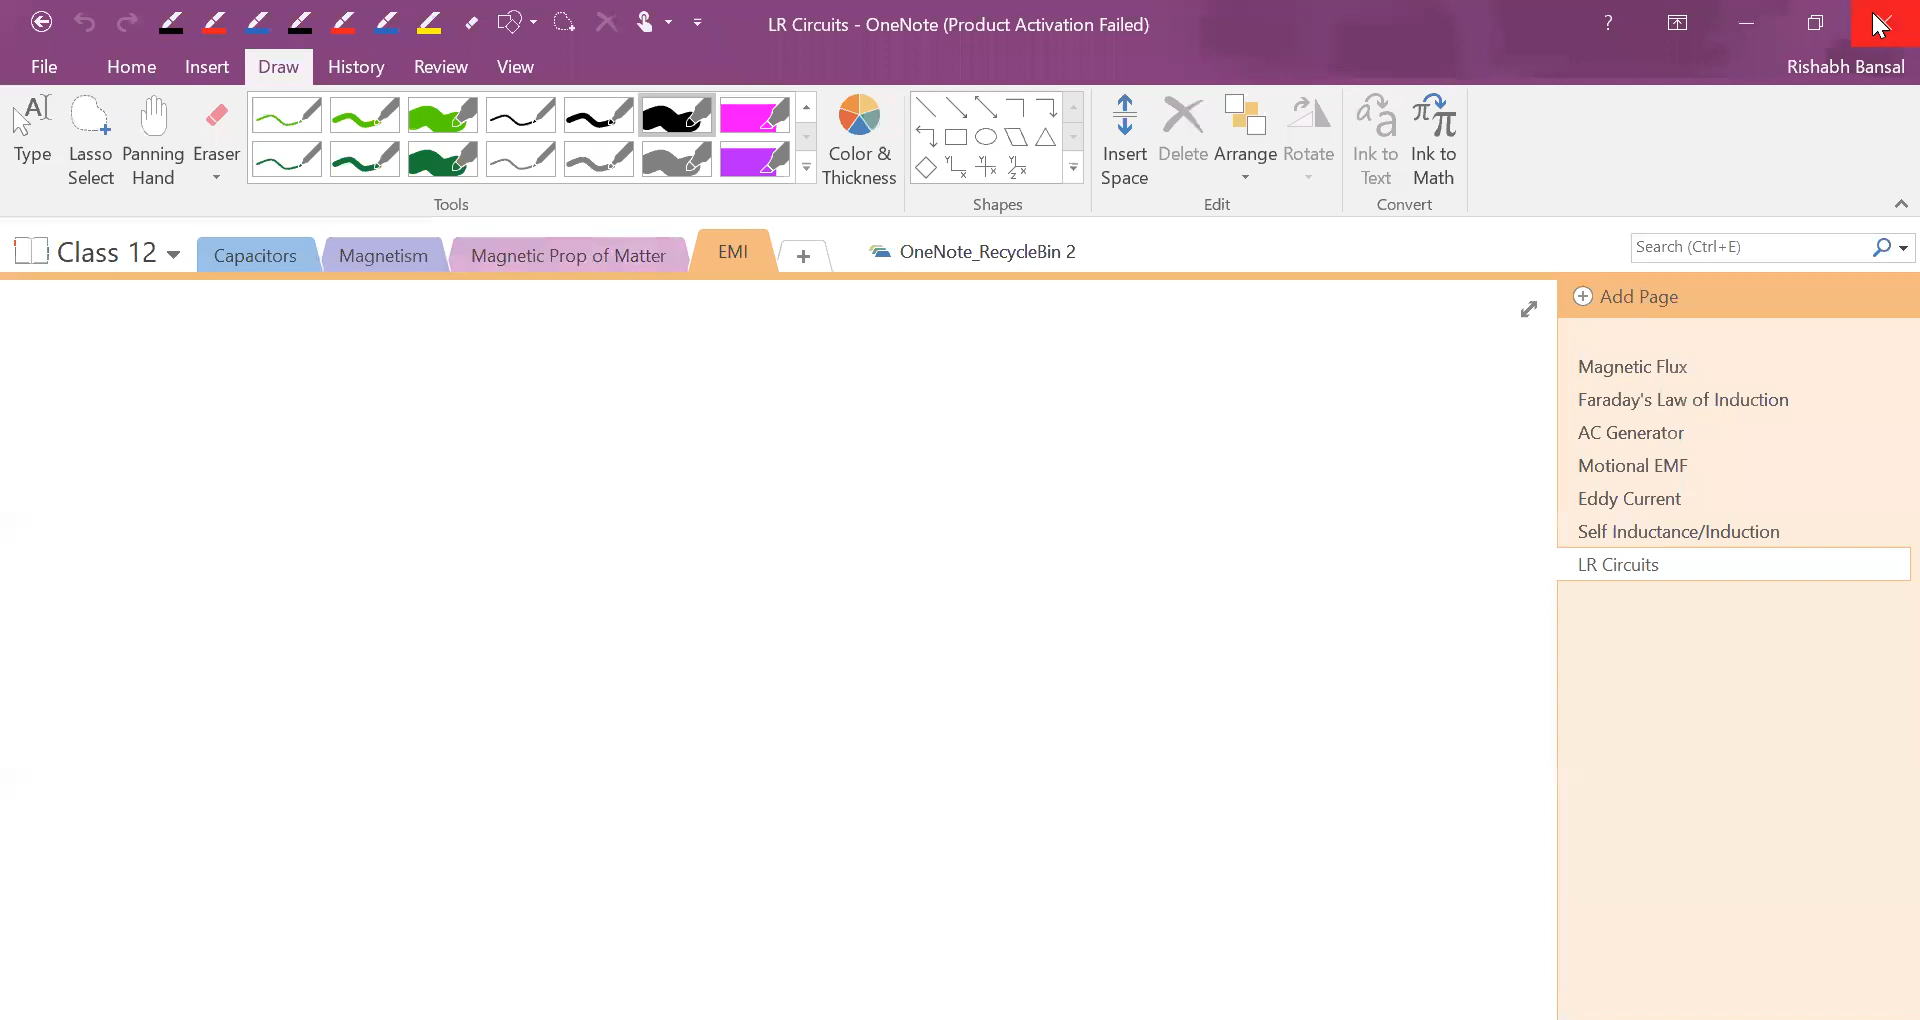 LR Circuits - OneNote (Product Activation Failed)
?
File Home Insert Draw History Review View
Rishabh Bansal
Type
Lasso Select
Panning Hand
Eraser
Color & Thickness
Insert Space
Delete
Arrange
Rotate
Ink to Text
Ink to Math
Tools
Shapes
Edit
Convert
Class 12
Capacitors
Magnetism
Magnetic Prop of Matter
EMI
OneNote_RecycleBin 2
Search (Ctrl+E)
Add Page
Magnetic Flux
Faraday's Law of Induction
AC Generator
Motional EMF
Eddy Current
Self Inductance/Induction
LR Circuits